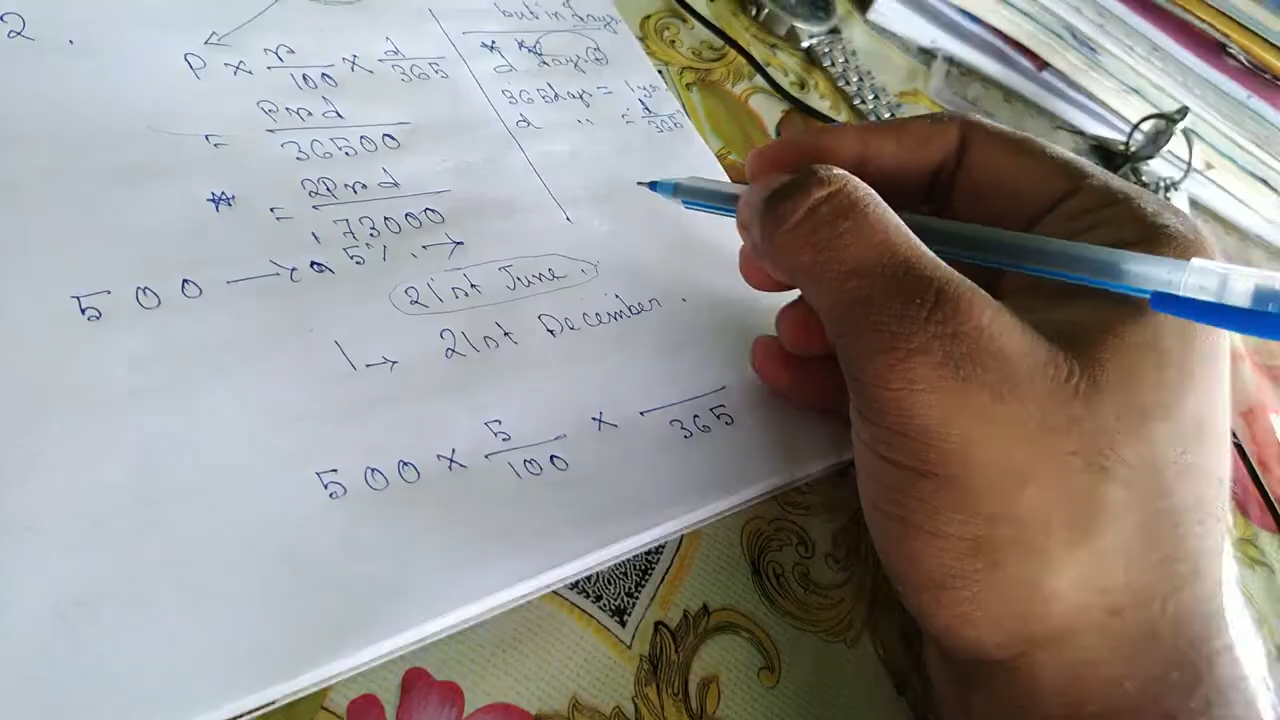 2.
P × r/100 × d/365
= Prd/36500
* = 2Prd/73000
but in days
d days
365 days = 1 yr
d " = d/365
500 → 5% →
21st June.
→ 21st December.
500 × 5/100 × /365